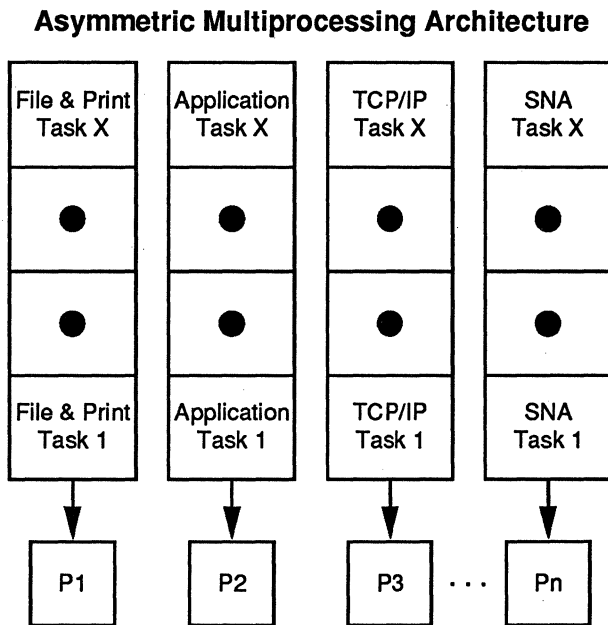 Asymmetric Multiprocessing Architecture
File & Print
Task X
Application
Task X
TCP/IP
Task X
SNA
Task X
File & Print
Task 1
Application
Task 1
TCP/IP
Task 1
SNA
Task 1
P1
P2
P3
. . .
Pn